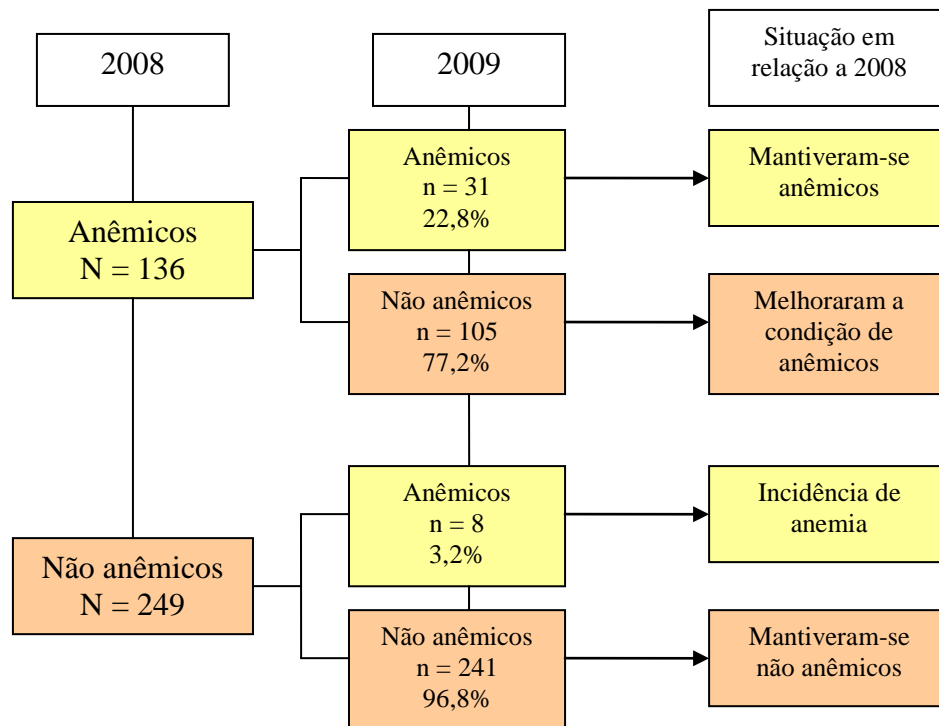 2008
2009
Situação em
relação a 2008
Anêmicos
N = 136
Anêmicos
n = 31
22,8%
Mantiveram-se
anêmicos
Não anêmicos
n = 105
77,2%
Melhoraram a
condição de
anêmicos
Não anêmicos
N = 249
Anêmicos
n = 8
3,2%
Incidência de
anemia
Não anêmicos
n = 241
96,8%
Mantiveram-se
não anêmicos